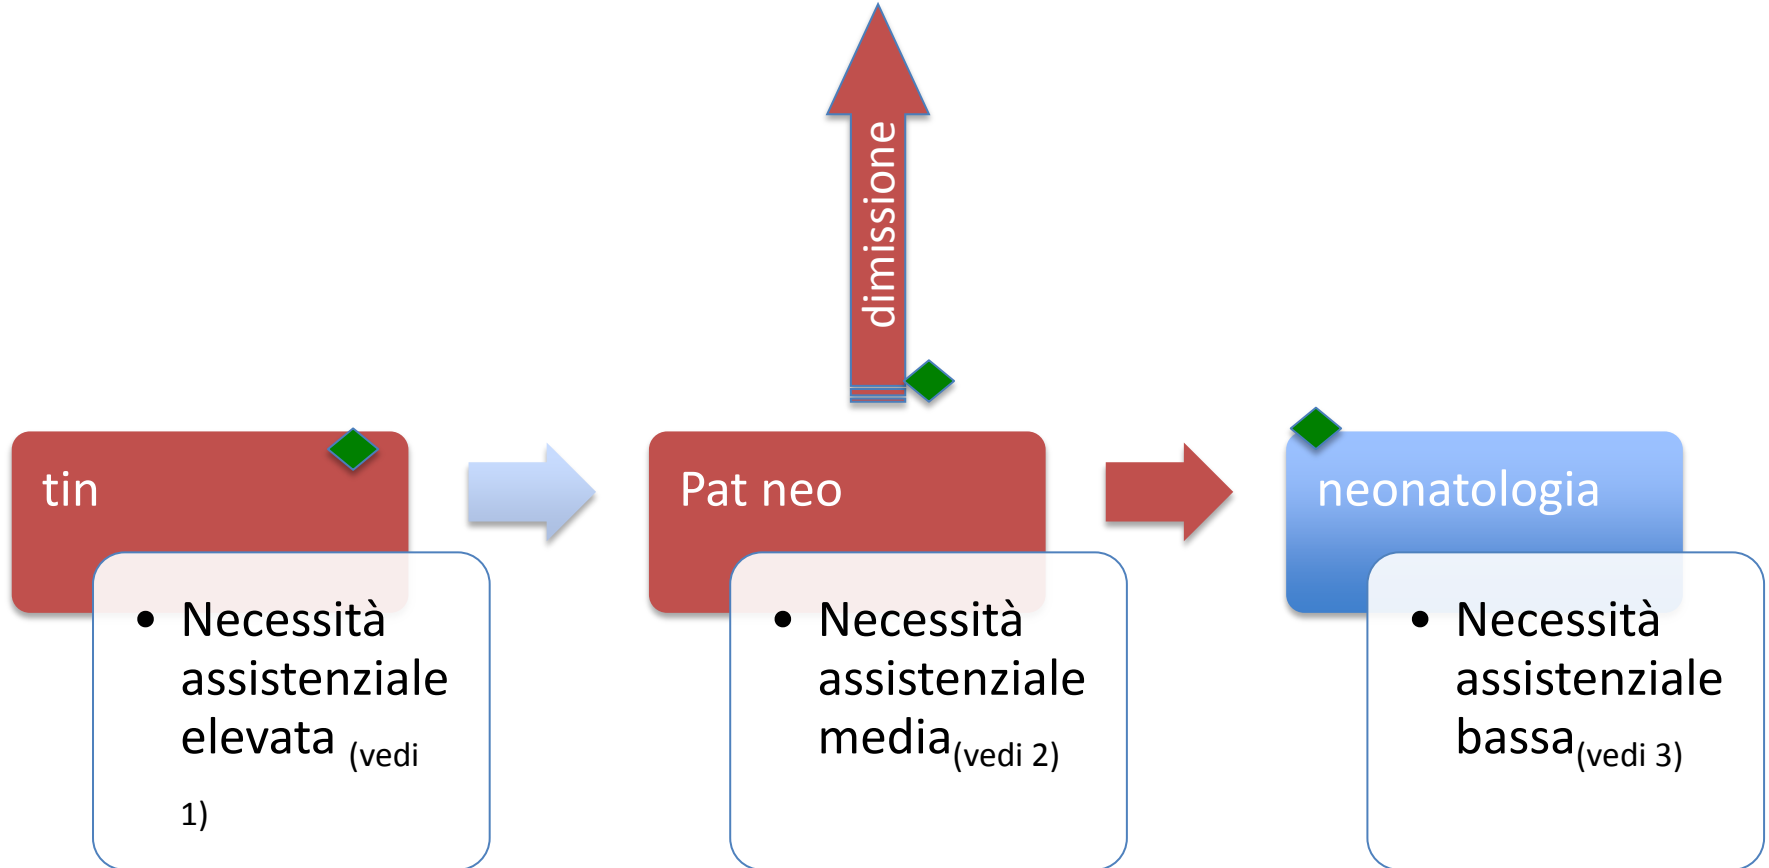 dimissione
tin
Pat neo
neonatologia
• Necessità
assistenziale
elevata (vedi
1)
• Necessità
assistenziale
media(vedi 2)
• Necessità
assistenziale
bassa(vedi 3)